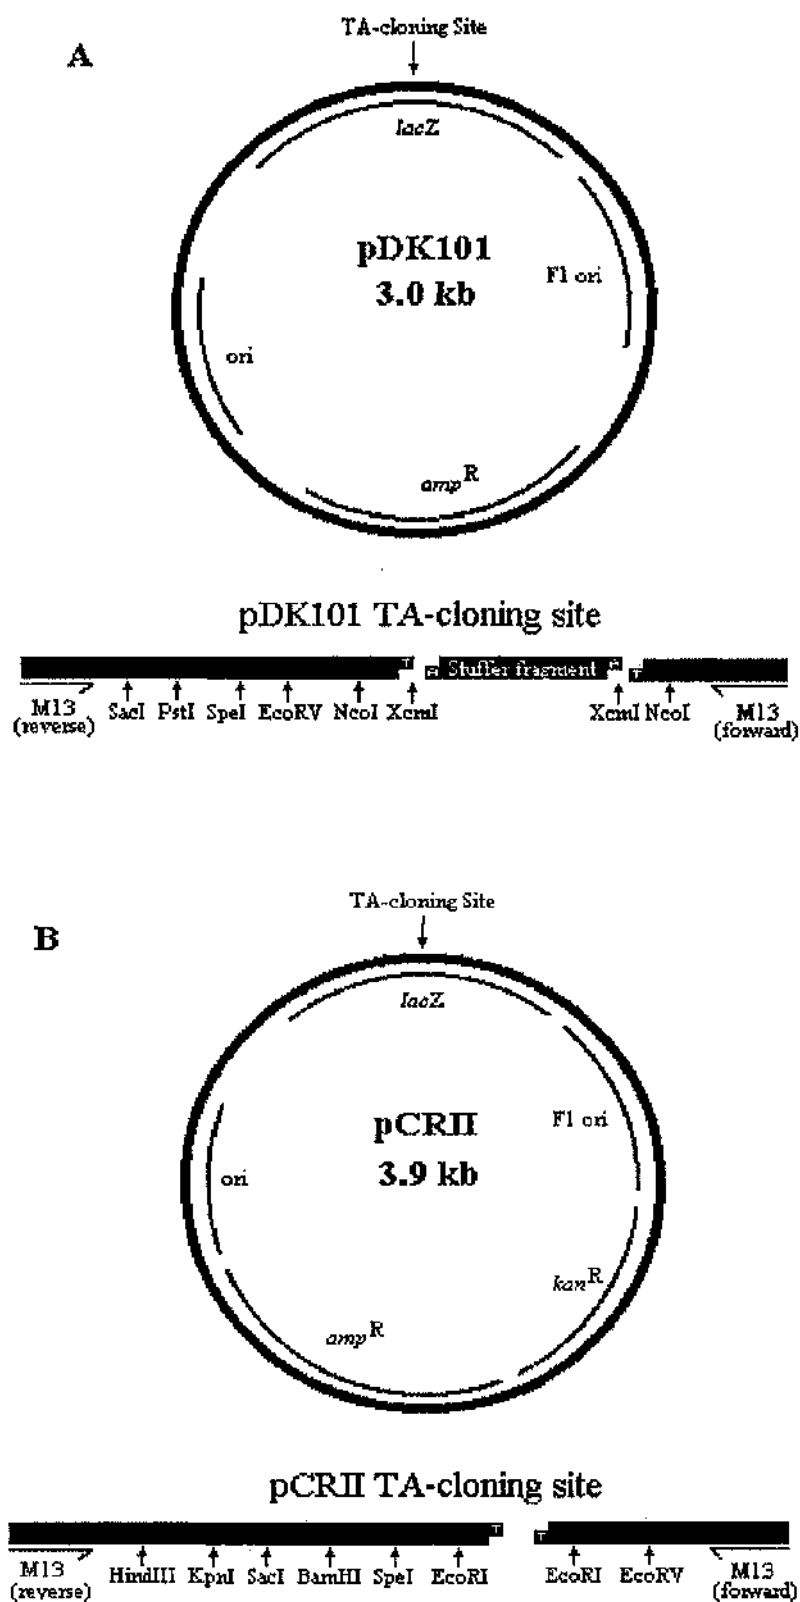 TA-cloning Site
A
lacZ
pDK101
3.0 kb
F1 ori
ori
ampR
pDK101 TA-cloning site
T A Stuffer fragment A T
M13 SacI PstI SpeI EcoRV NcoI XcmI XcmI NcoI M13
(reverse) (forward)
TA-cloning Site
B
lacZ
pCRII
3.9 kb
F1 ori
ori
kanR
ampR
pCRII TA-cloning site
T T
M13 HindIII KpnI SacI BamHI SpeI EcoRI EcoRI EcoRV M13
(reverse) (forward)